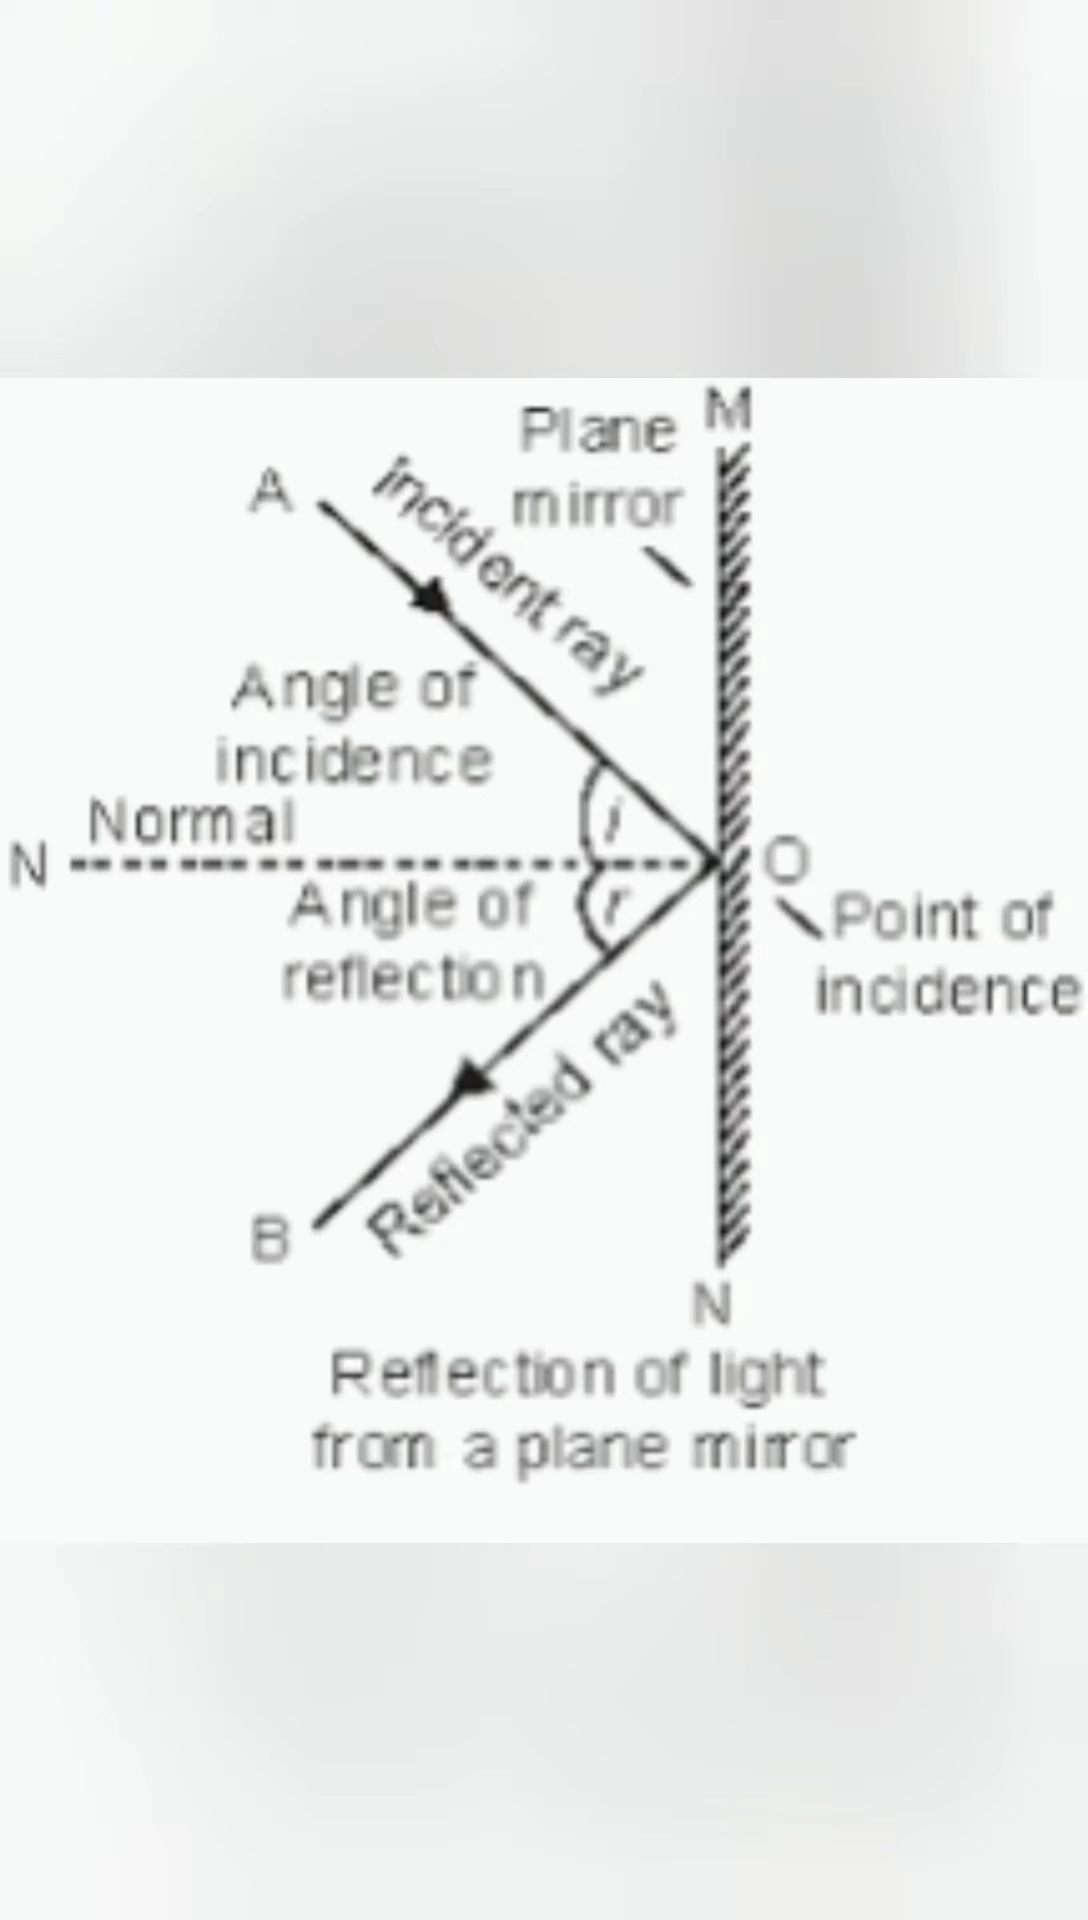 M
Plane
mirror
A
incident ray
Angle of
incidence
i
Normal
N
O
Angle of
reflection
r
Point of
incidence
Reflected ray
B
N
Reflection of light
from a plane mirror